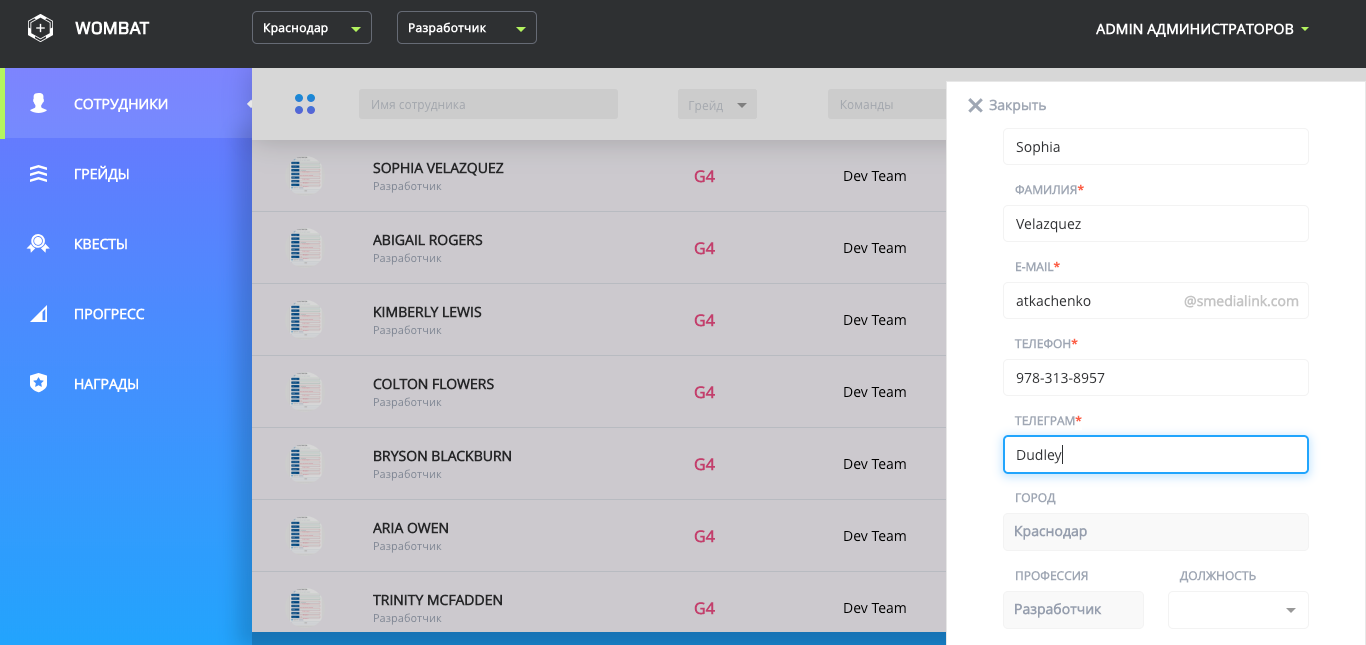 WOMBAT
Краснодар
Разработчик
ADMIN АДМИНИСТРАТОРОВ
СОТРУДНИКИ
ГРЕЙДЫ
КВЕСТЫ
ПРОГРЕСС
НАГРАДЫ
Имя сотрудника
Грейд
Команды
SOPHIA VELAZQUEZ
Разработчик
G4
Dev Team
ABIGAIL ROGERS
Разработчик
G4
Dev Team
KIMBERLY LEWIS
Разработчик
G4
Dev Team
COLTON FLOWERS
Разработчик
G4
Dev Team
BRYSON BLACKBURN
Разработчик
G4
Dev Team
ARIA OWEN
Разработчик
G4
Dev Team
TRINITY MCFADDEN
Разработчик
G4
Dev Team
Закрыть
Sophia
ФАМИЛИЯ*
Velazquez
E-MAIL*
atkachenko @smedialink.com
ТЕЛЕФОН*
978-313-8957
ТЕЛЕГРАМ*
Dudley
ГОРОД
Краснодар
ПРОФЕССИЯ ДОЛЖНОСТЬ
Разработчик